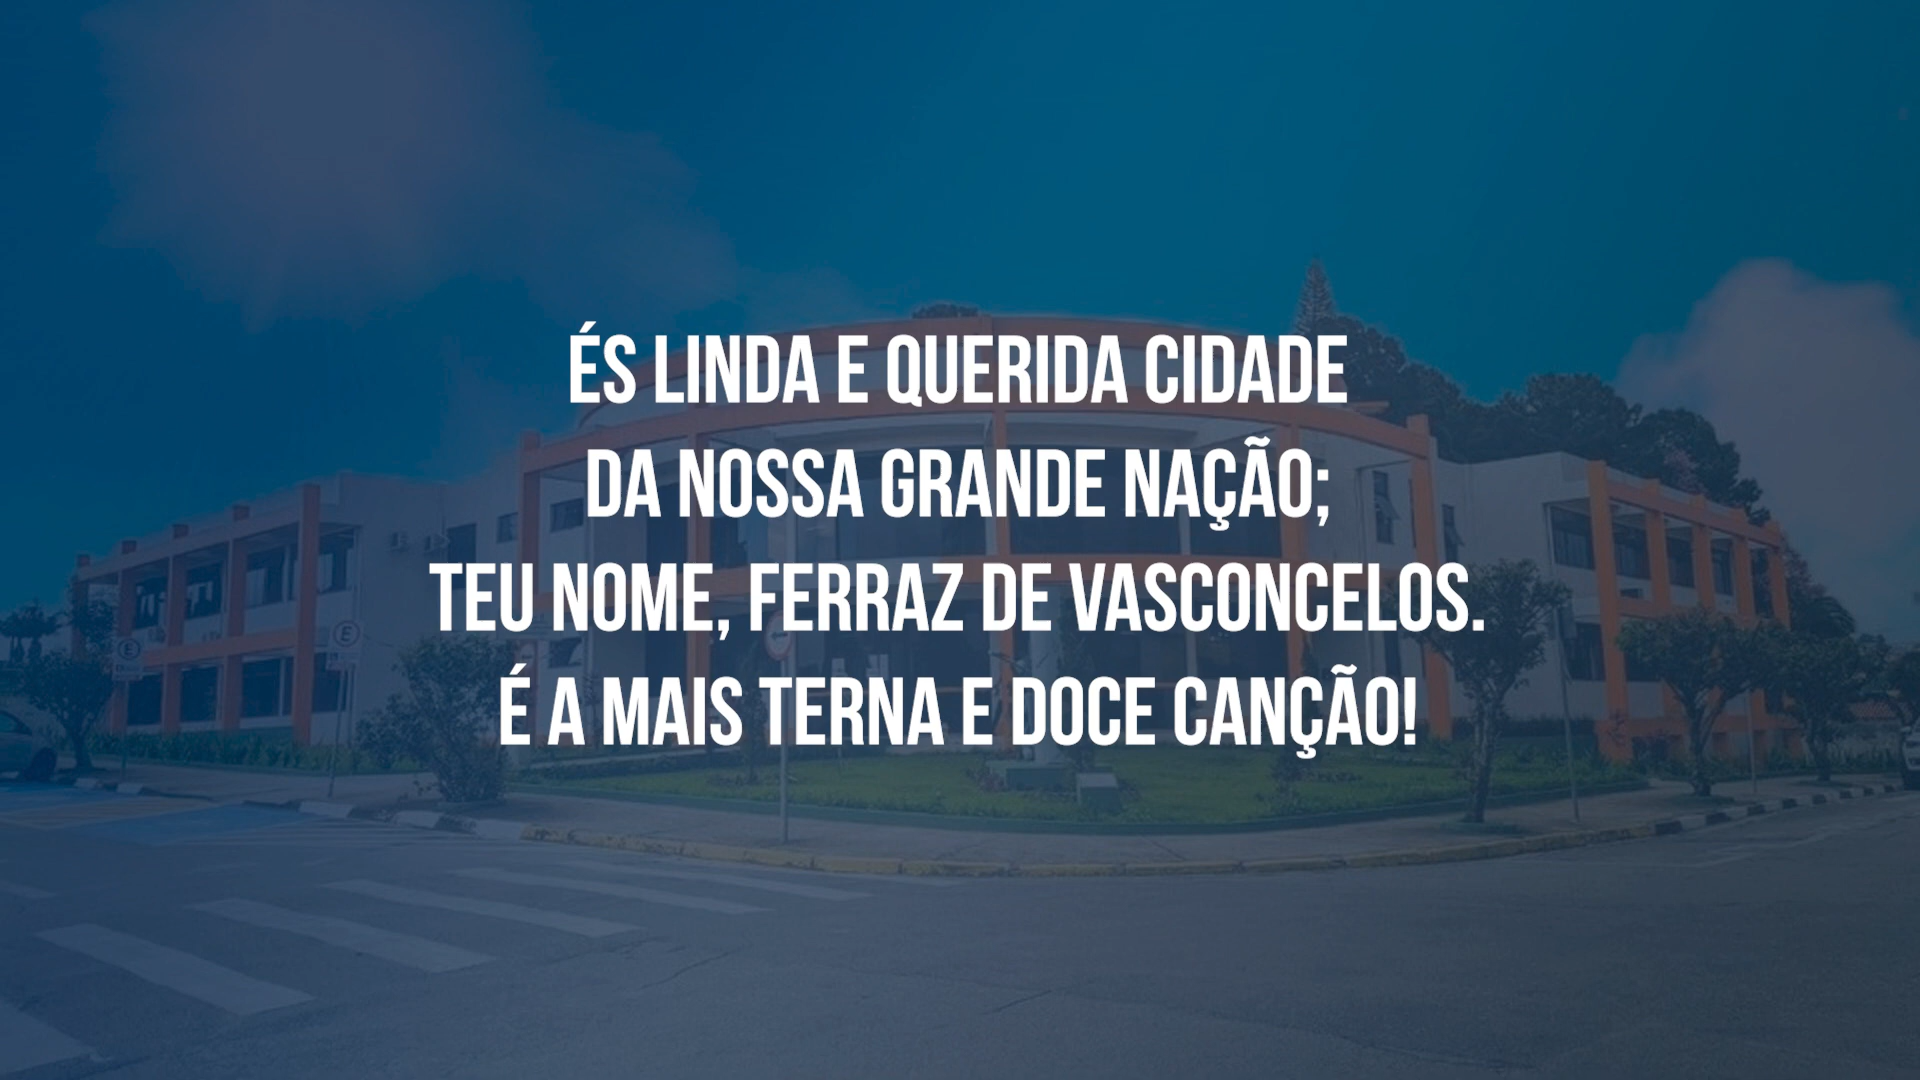 ÉS LINDA E QUERIDA CIDADE
DA NOSSA GRANDE NAÇÃO;
TEU NOME, FERRAZ DE VASCONCELOS.
É A MAIS TERNA E DOCE CANÇÃO!
E
E